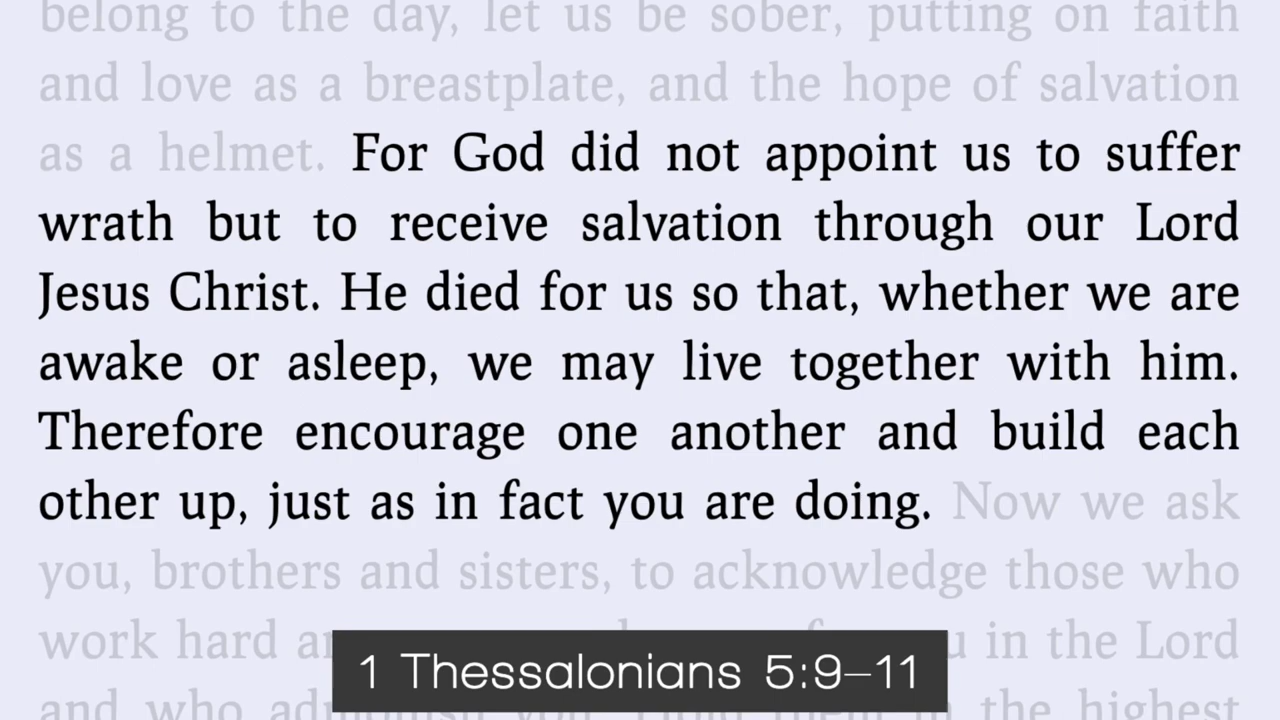 belong to the day, let us be sober, putting on faith
and love as a breastplate, and the hope of salvation
as a helmet. For God did not appoint us to suffer
wrath but to receive salvation through our Lord
Jesus Christ. He died for us so that, whether we are
awake or asleep, we may live together with him.
Therefore encourage one another and build each
other up, just as in fact you are doing. Now we ask
you, brothers and sisters, to acknowledge those who
work hard in the Lord
and who the highest
1 Thessalonians 5:9–11